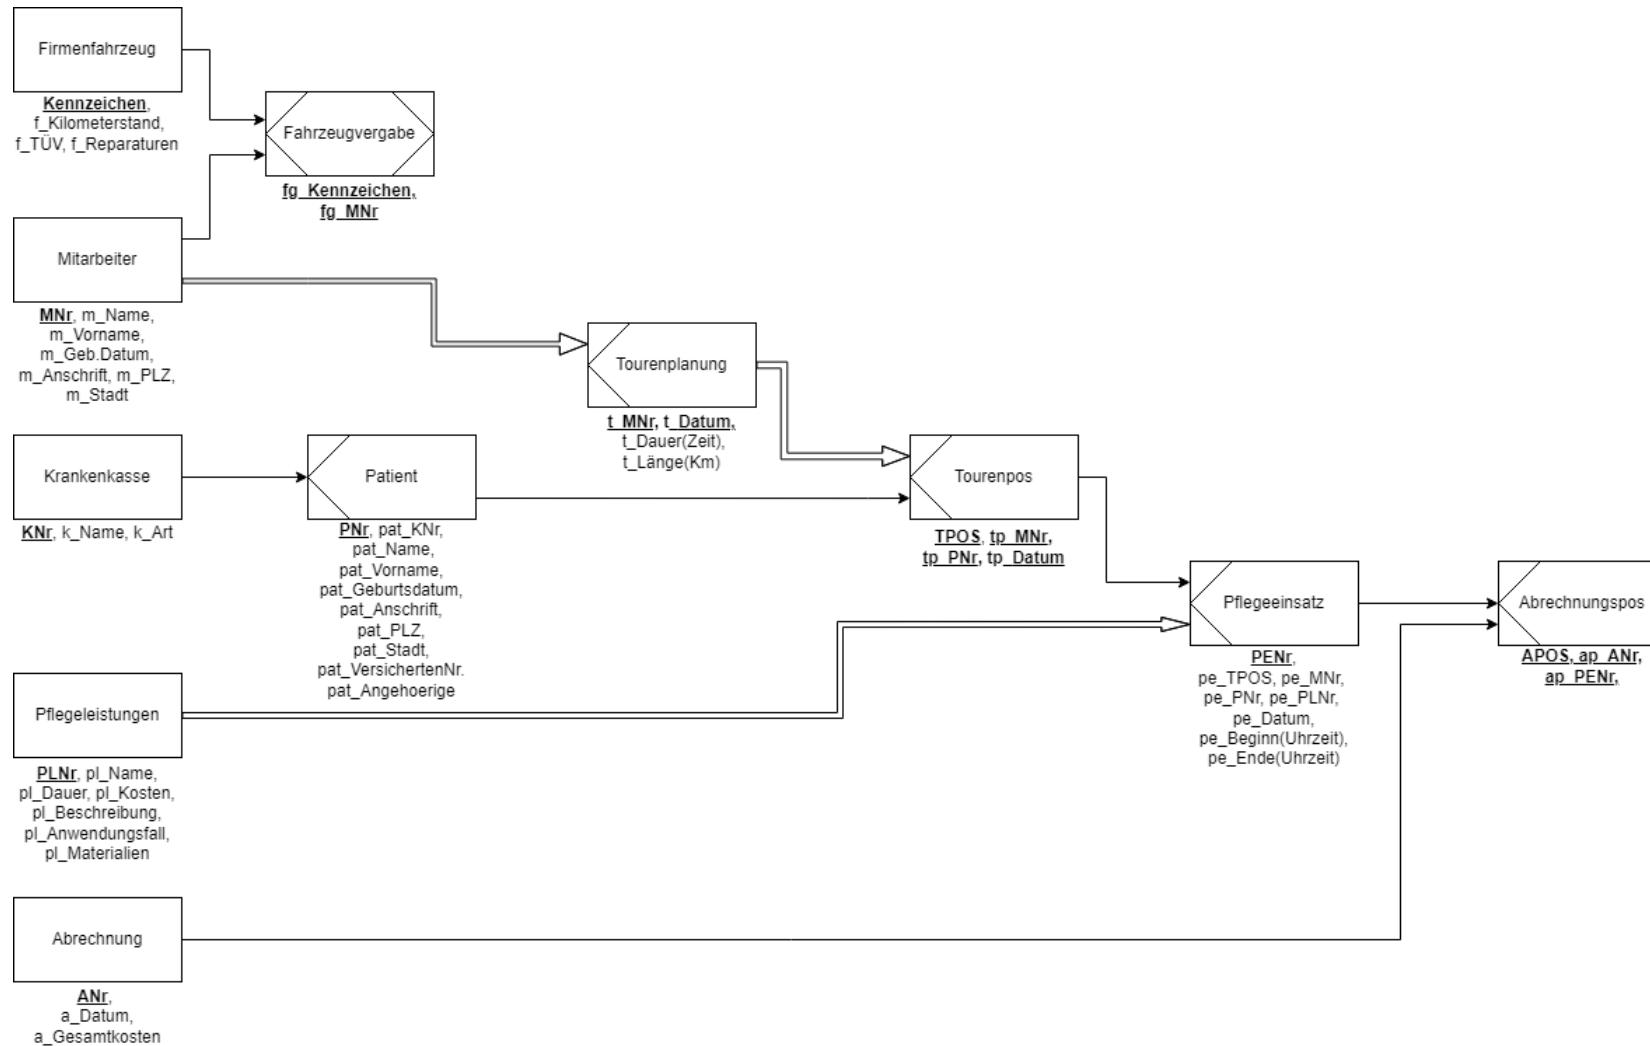 Firmenfahrzeug
Kennzeichen,
f_Kilometerstand,
f_TÜV, f_Reparaturen
Fahrzeugvergabe
fg_Kennzeichen,
fg_MNr
Mitarbeiter
MNr, m_Name,
m_Vorname,
m_Geb.Datum,
m_Anschrift, m_PLZ,
m_Stadt
Tourenplanung
t_MNr, t_Datum,
t_Dauer(Zeit),
t_Länge(Km)
Krankenkasse
KNr, k_Name, k_Art
Patient
PNr, pat_KNr,
pat_Name,
pat_Vorname,
pat_Geburtsdatum,
pat_Anschrift,
pat_PLZ,
pat_Stadt,
pat_VersichertenNr.
pat_Angehoerige
Tourenpos
TPOS, tp_MNr,
tp_PNr, tp_Datum
Pflegeeinsatz
PENr,
pe_TPOS, pe_MNr,
pe_PNr, pe_PLNr,
pe_Datum,
pe_Beginn(Uhrzeit),
pe_Ende(Uhrzeit)
Abrechnungspos
APOS, ap_ANr,
ap_PENr,
Pflegeleistungen
PLNr, pl_Name,
pl_Dauer, pl_Kosten,
pl_Beschreibung,
pl_Anwendungsfall,
pl_Materialien
Abrechnung
ANr,
a_Datum,
a_Gesamtkosten